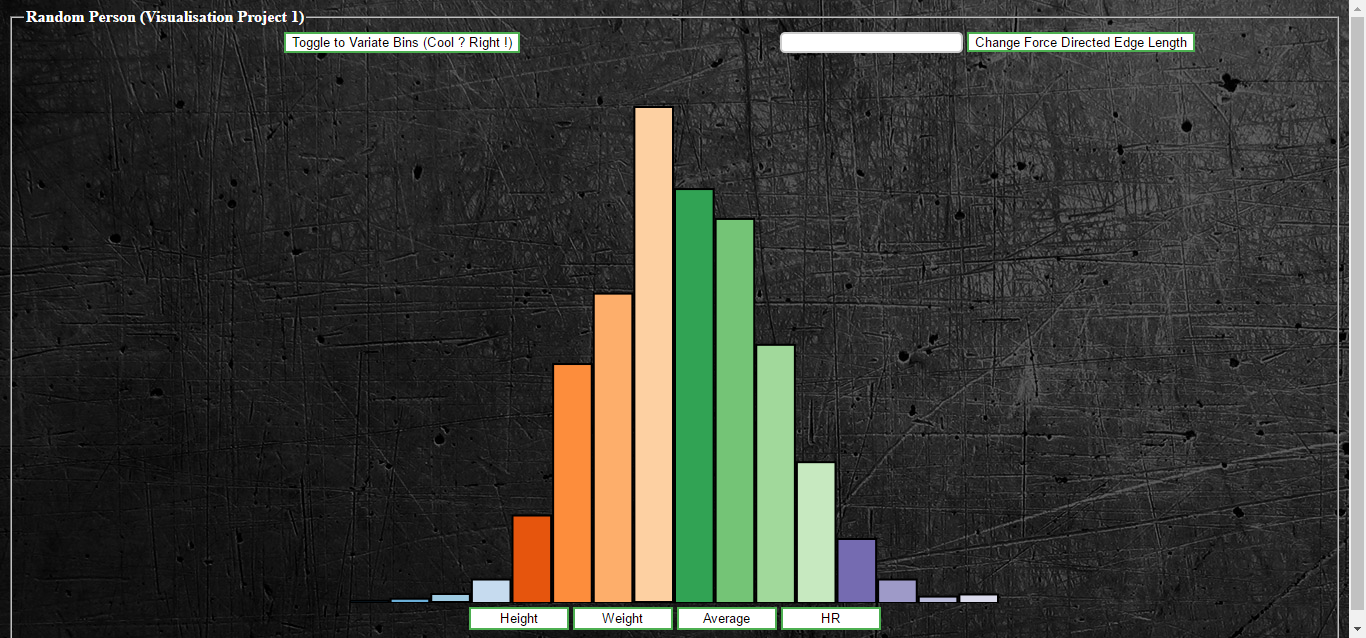 Random Person (Visualisation Project 1)
Toggle to Variate Bins (Cool ? Right !)
Change Force Directed Edge Length
Height
Weight
Average
HR